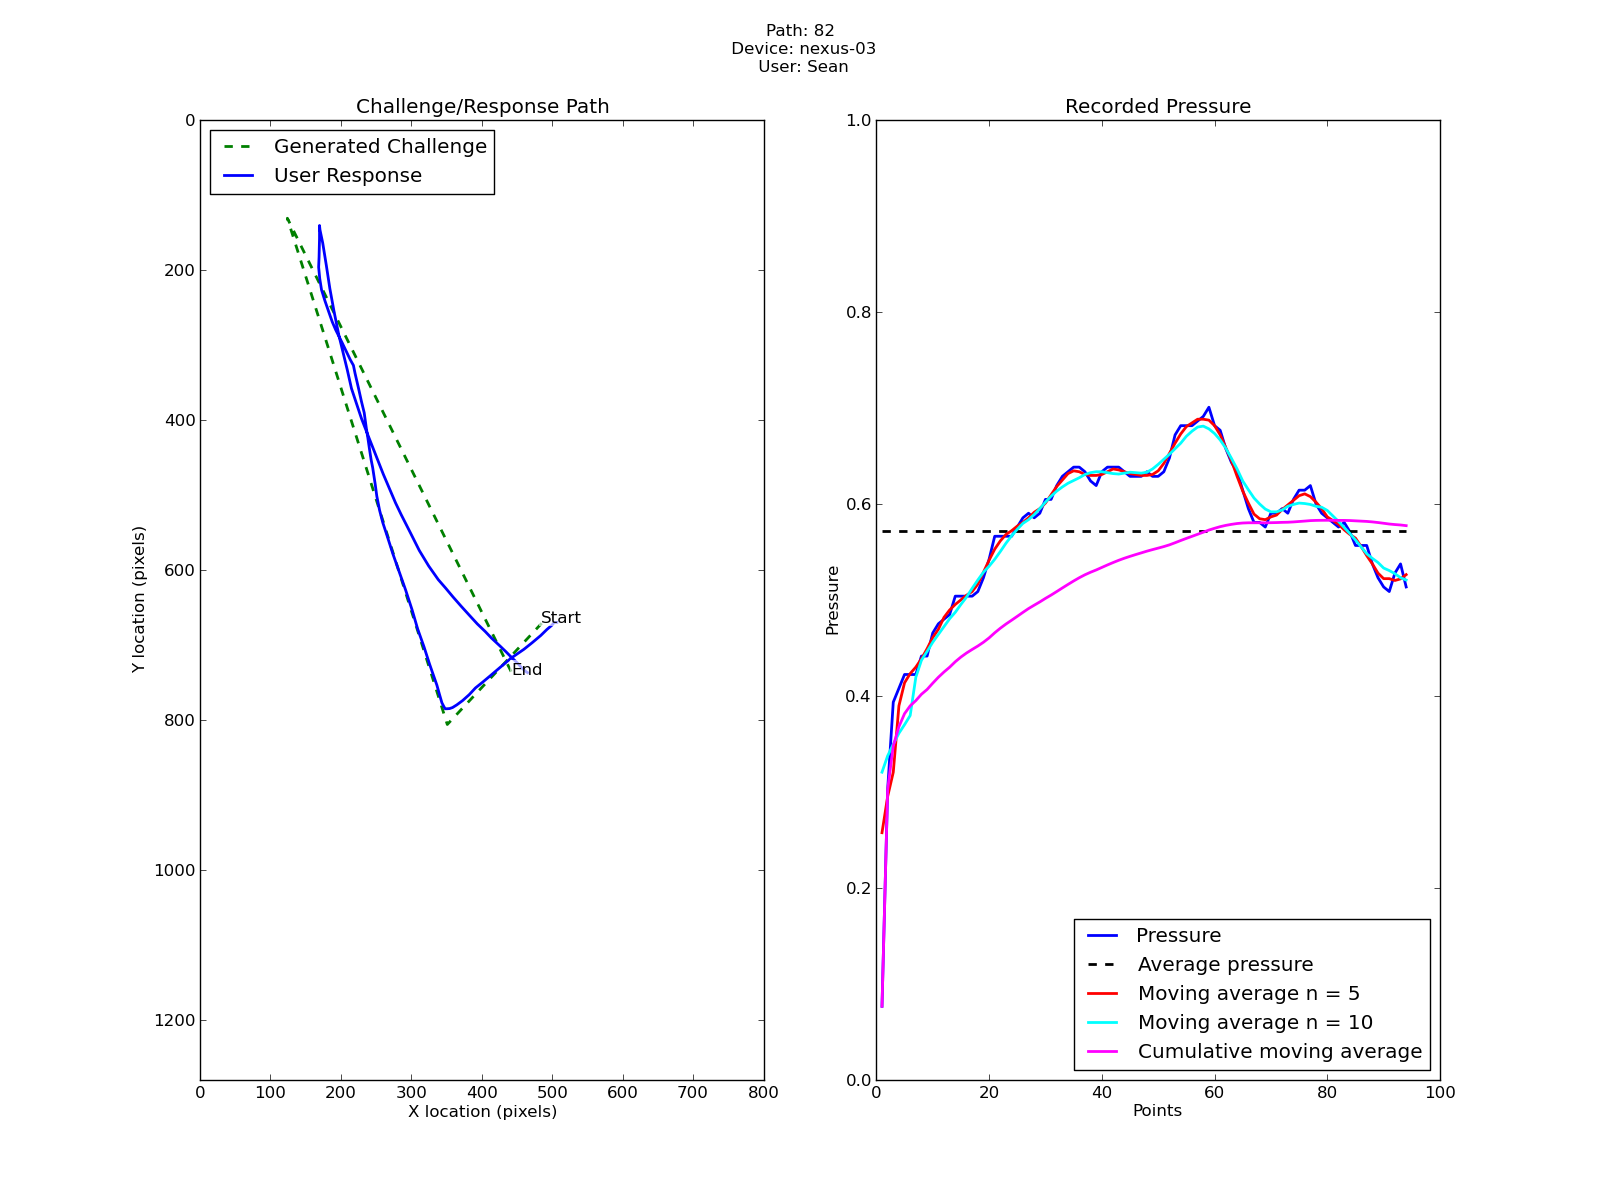 Path: 82
Device: nexus-03
User: Sean
Challenge/Response Path
Generated Challenge
User Response
0
200
400
600
800
1000
1200
Y location (pixels)
Start
End
0 100 200 300 400 500 600 700 800
X location (pixels)
Recorded Pressure
1.0
0.8
0.6
0.4
0.2
0.0
Pressure
Pressure
Average pressure
Moving average n = 5
Moving average n = 10
Cumulative moving average
0 20 40 60 80 100
Points